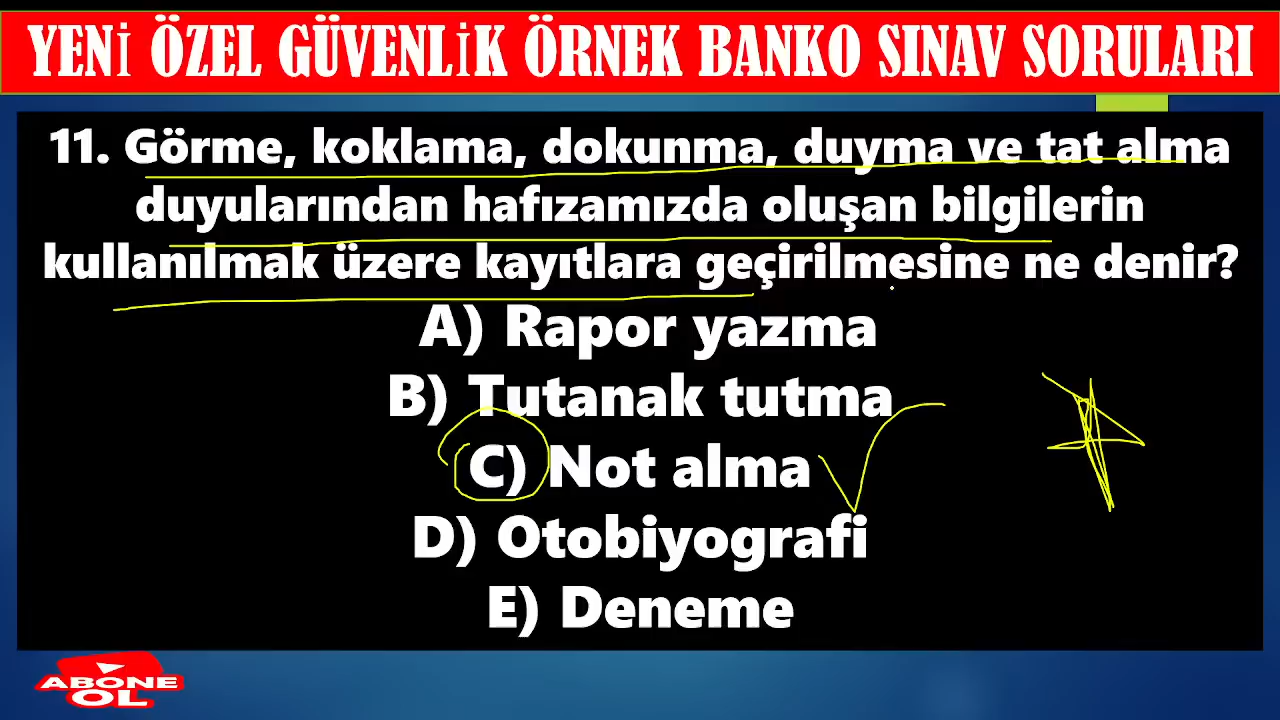 YENİ ÖZEL GÜVENLİK ÖRNEK BANKO SINAV SORULARI
11. Görme, koklama, dokunma, duyma ve tat alma
duyularından hafızamızda oluşan bilgilerin
kullanılmak üzere kayıtlara geçirilmesine ne denir?
A) Rapor yazma
B) Tutanak tutma
C) Not alma
D) Otobiyografi
E) Deneme
ABONE
OL